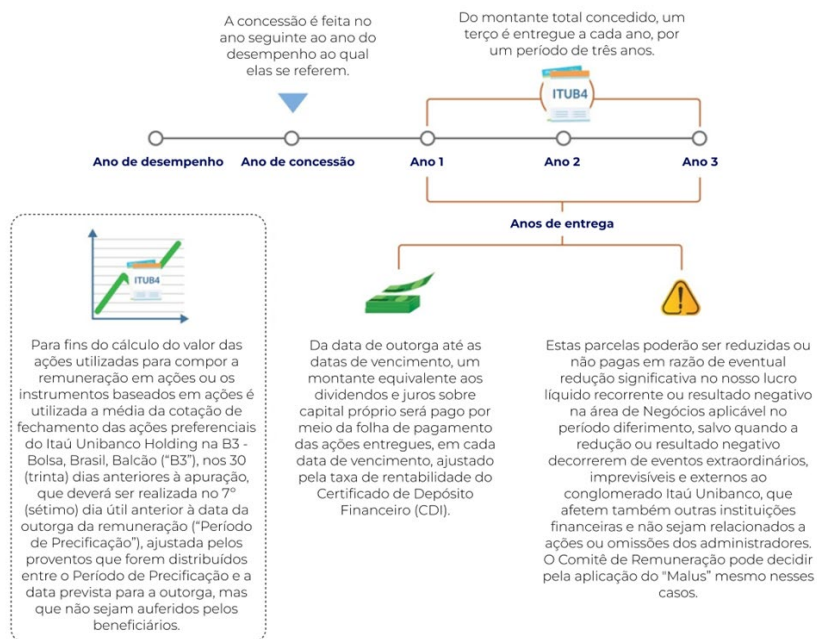 A concessão é feita no
ano seguinte ao ano do
desempenho ao qual
elas se referem.
Do montante total concedido, um
terço é entregue a cada ano, por
um período de três anos.
ITUB4
Ano de desempenho
Ano de concessão
Ano 1
Ano 2
Ano 3
Anos de entrega
ITUB4
Para fins do cálculo do valor das
ações utilizadas para compor a
remuneração em ações ou os
instrumentos baseados em ações é
utilizada a média da cotação de
fechamento das ações preferenciais
do Itaú Unibanco Holding na B3 -
Bolsa, Brasil, Balcão (“B3”), nos 30
(trinta) dias anteriores à apuração,
que deverá ser realizada no 7º
(sétimo) dia útil anterior à data da
outorga da remuneração (“Período
de Precificação”), ajustada pelos
proventos que forem distribuídos
entre o Período de Precificação e a
data prevista para a outorga, mas
que não sejam auferidos pelos
beneficiários.
Da data de outorga até as
datas de vencimento, um
montante equivalente aos
dividendos e juros sobre
capital próprio será pago por
meio da folha de pagamento
das ações entregues, em cada
data de vencimento, ajustado
pela taxa de rentabilidade do
Certificado de Depósito
Financeiro (CDI).
Estas parcelas poderão ser reduzidas ou
não pagas em razão de eventual
redução significativa no nosso lucro
líquido recorrente ou resultado negativo
na área de Negócios aplicável no
período diferimento, salvo quando a
redução ou resultado negativo
decorrerem de eventos extraordinários,
imprevisíveis e externos ao
conglomerado Itaú Unibanco, que
afetem também outras instituições
financeiras e não sejam relacionados a
ações ou omissões dos administradores.
O Comitê de Remuneração pode decidir
pela aplicação do "Malus” mesmo nesses
casos.